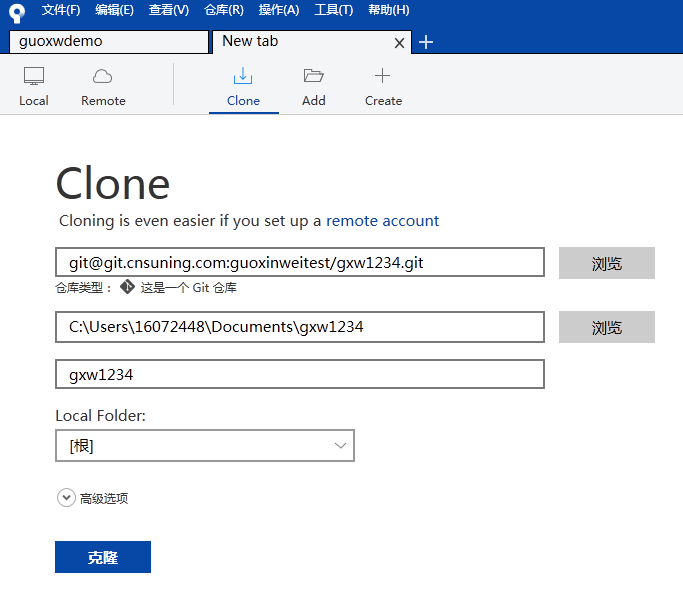 文件(F) 编辑(E) 查看(V) 仓库(R) 操作(A) 工具(T) 帮助(H)
guoxwdemo New tab
Local Remote Clone Add Create
Clone
Cloning is even easier if you set up a remote account
git@git.cnsuning.com:guoxinweitest/gxw1234.git 浏览
仓库类型： 这是一个 Git 仓库
C:\Users\16072448\Documents\gxw1234 浏览
gxw1234
Local Folder:
[根]
高级选项
克隆